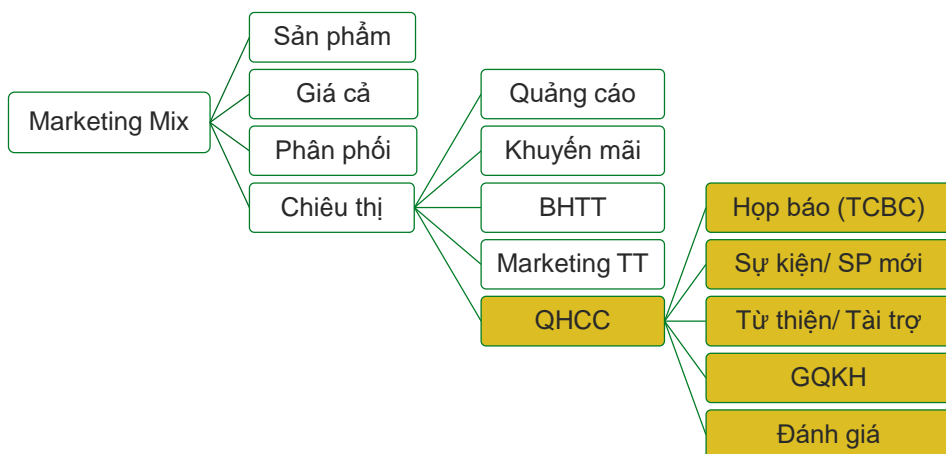 Marketing Mix
Sản phẩm
Giá cả
Phân phối
Chiêu thị
Quảng cáo
Khuyến mãi
BHTT
Marketing TT
QHCC
Họp báo (TCBC)
Sự kiện/ SP mới
Từ thiện/ Tài trợ
GQKH
Đánh giá